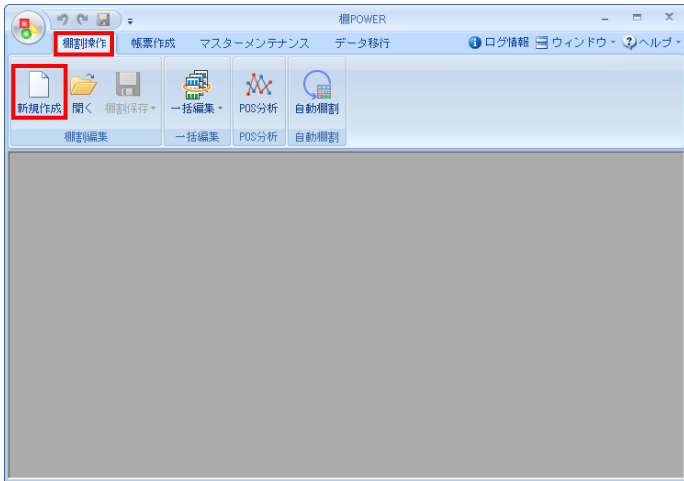 棚POWER
棚割操作 帳票作成 マスターメンテナンス データ移行 ログ情報 ウィンドウ ヘルプ
新規作成 開く 棚割保存 一括編集 POS分析 自動棚割
棚割編集 一括編集 POS分析 自動棚割